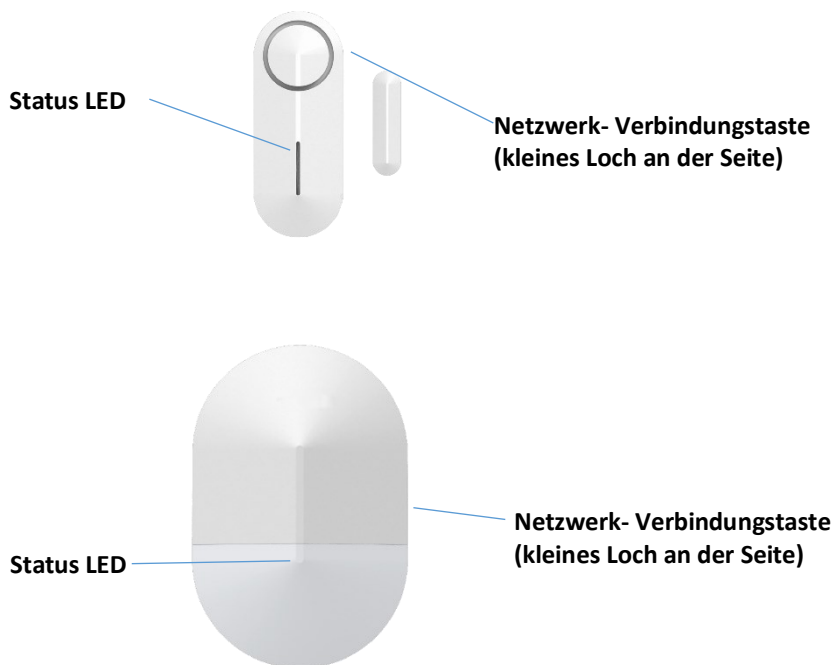 Status LED
Netzwerk- Verbindungstaste
(kleines Loch an der Seite)
Netzwerk- Verbindungstaste
(kleines Loch an der Seite)
Status LED